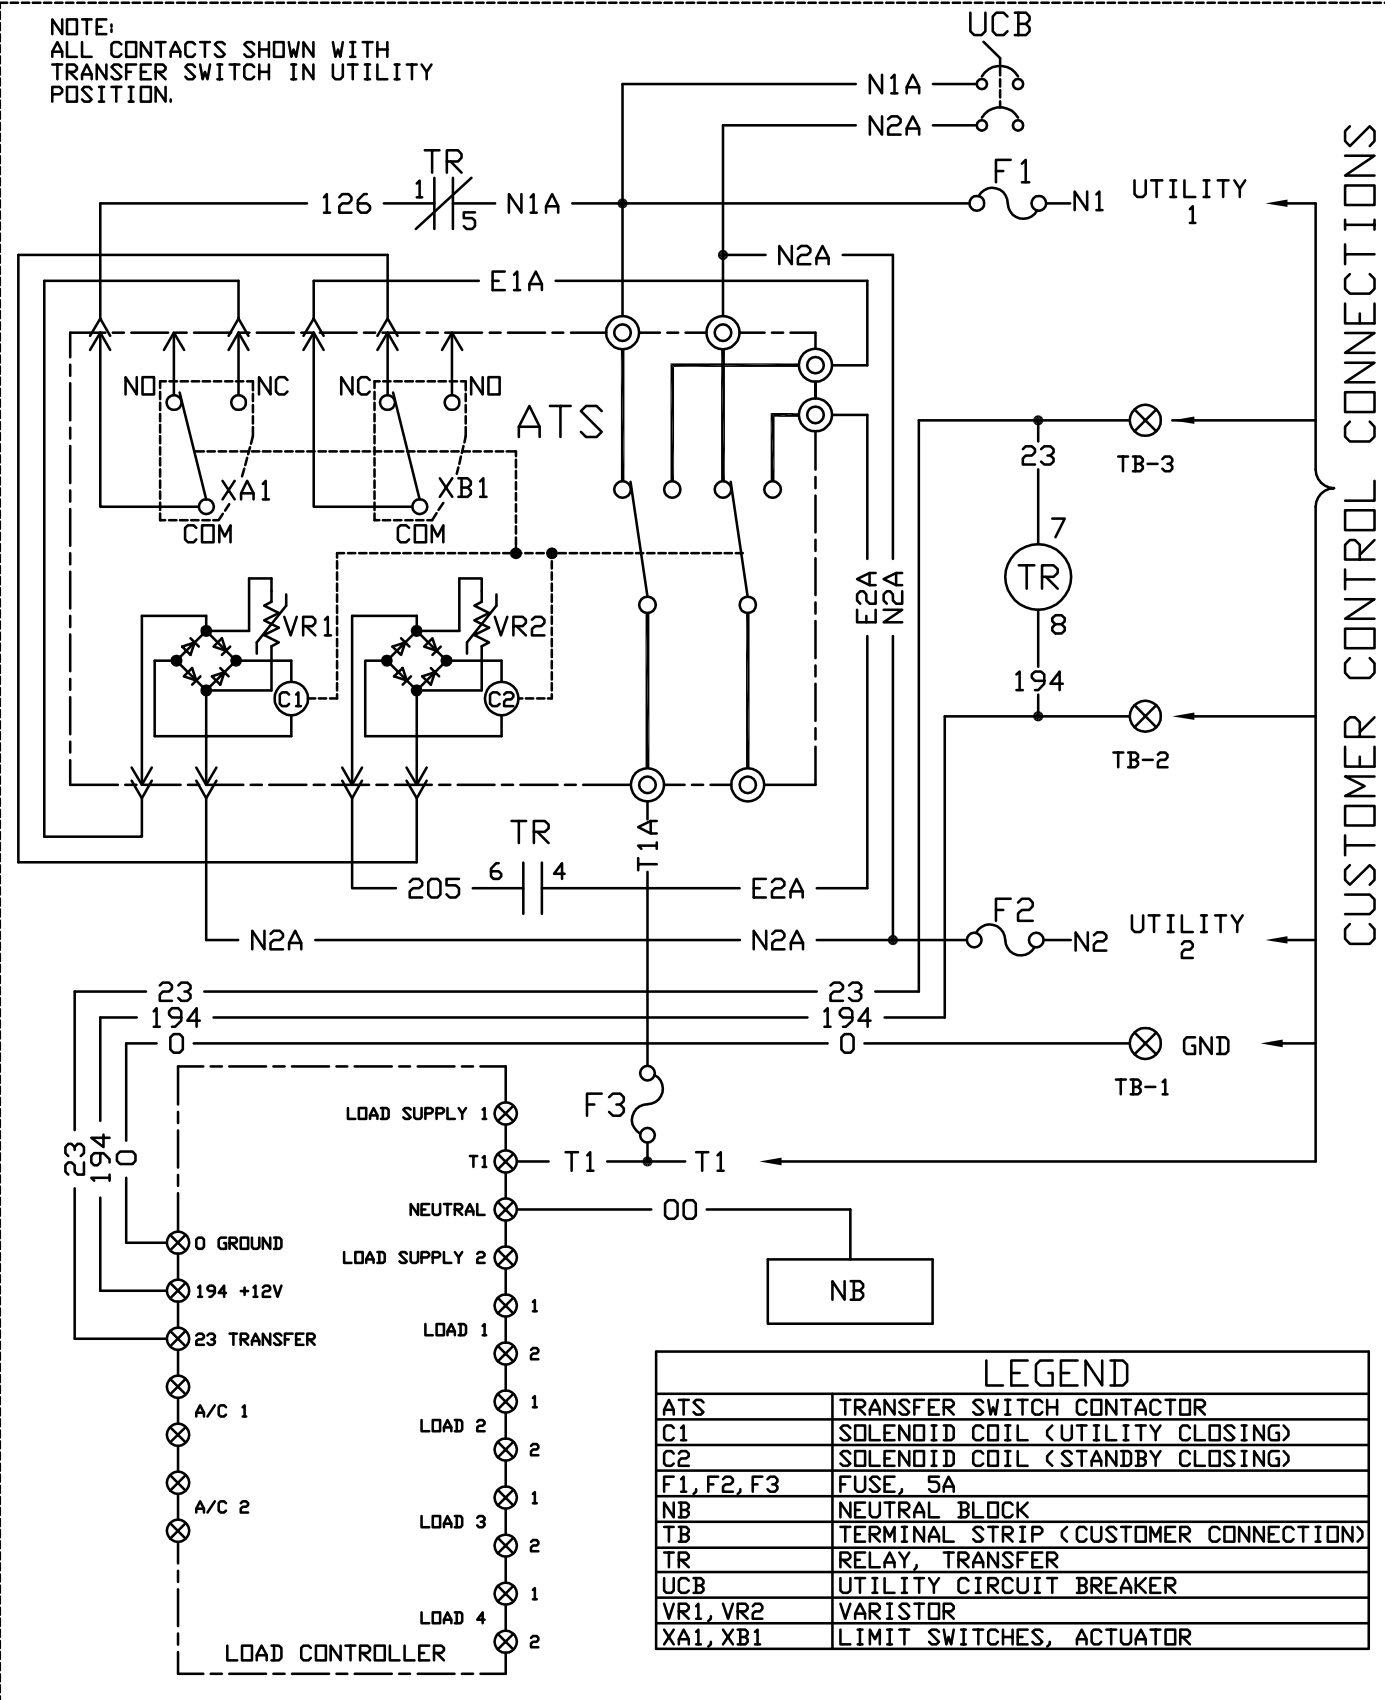 NOTE:
ALL CONTACTS SHOWN WITH
TRANSFER SWITCH IN UTILITY
POSITION.
UCB
N1A
N2A
TR
1
5
126
N1A
F1
N1
UTILITY
1
N2A
E1A
NO
NC
NC
NO
ATS
XA1
COM
XB1
COM
23
TB-3
7
TR
8
194
TB-2
E2A
N2A
VR1
VR2
C1
C2
T1A
TR
6
4
205
E2A
N2A
N2A
F2
N2
UTILITY
2
CUSTOMER CONTROL CONNECTIONS
23
23
194
194
0
0
GND
TB-1
F3
23
194
0
LOAD SUPPLY 1
T1
T1
T1
NEUTRAL
00
0 GROUND
LOAD SUPPLY 2
194 +12V
NB
1
LOAD 1
2
23 TRANSFER
A/C 1
1
LOAD 2
2
A/C 2
1
LOAD 3
2
1
LOAD 4
2
LOAD CONTROLLER
LEGEND
ATS TRANSFER SWITCH CONTACTOR
C1 SOLENOID COIL (UTILITY CLOSING)
C2 SOLENOID COIL (STANDBY CLOSING)
F1, F2, F3 FUSE, 5A
NB NEUTRAL BLOCK
TB TERMINAL STRIP (CUSTOMER CONNECTION)
TR RELAY, TRANSFER
UCB UTILITY CIRCUIT BREAKER
VR1, VR2 VARISTOR
XA1, XB1 LIMIT SWITCHES, ACTUATOR